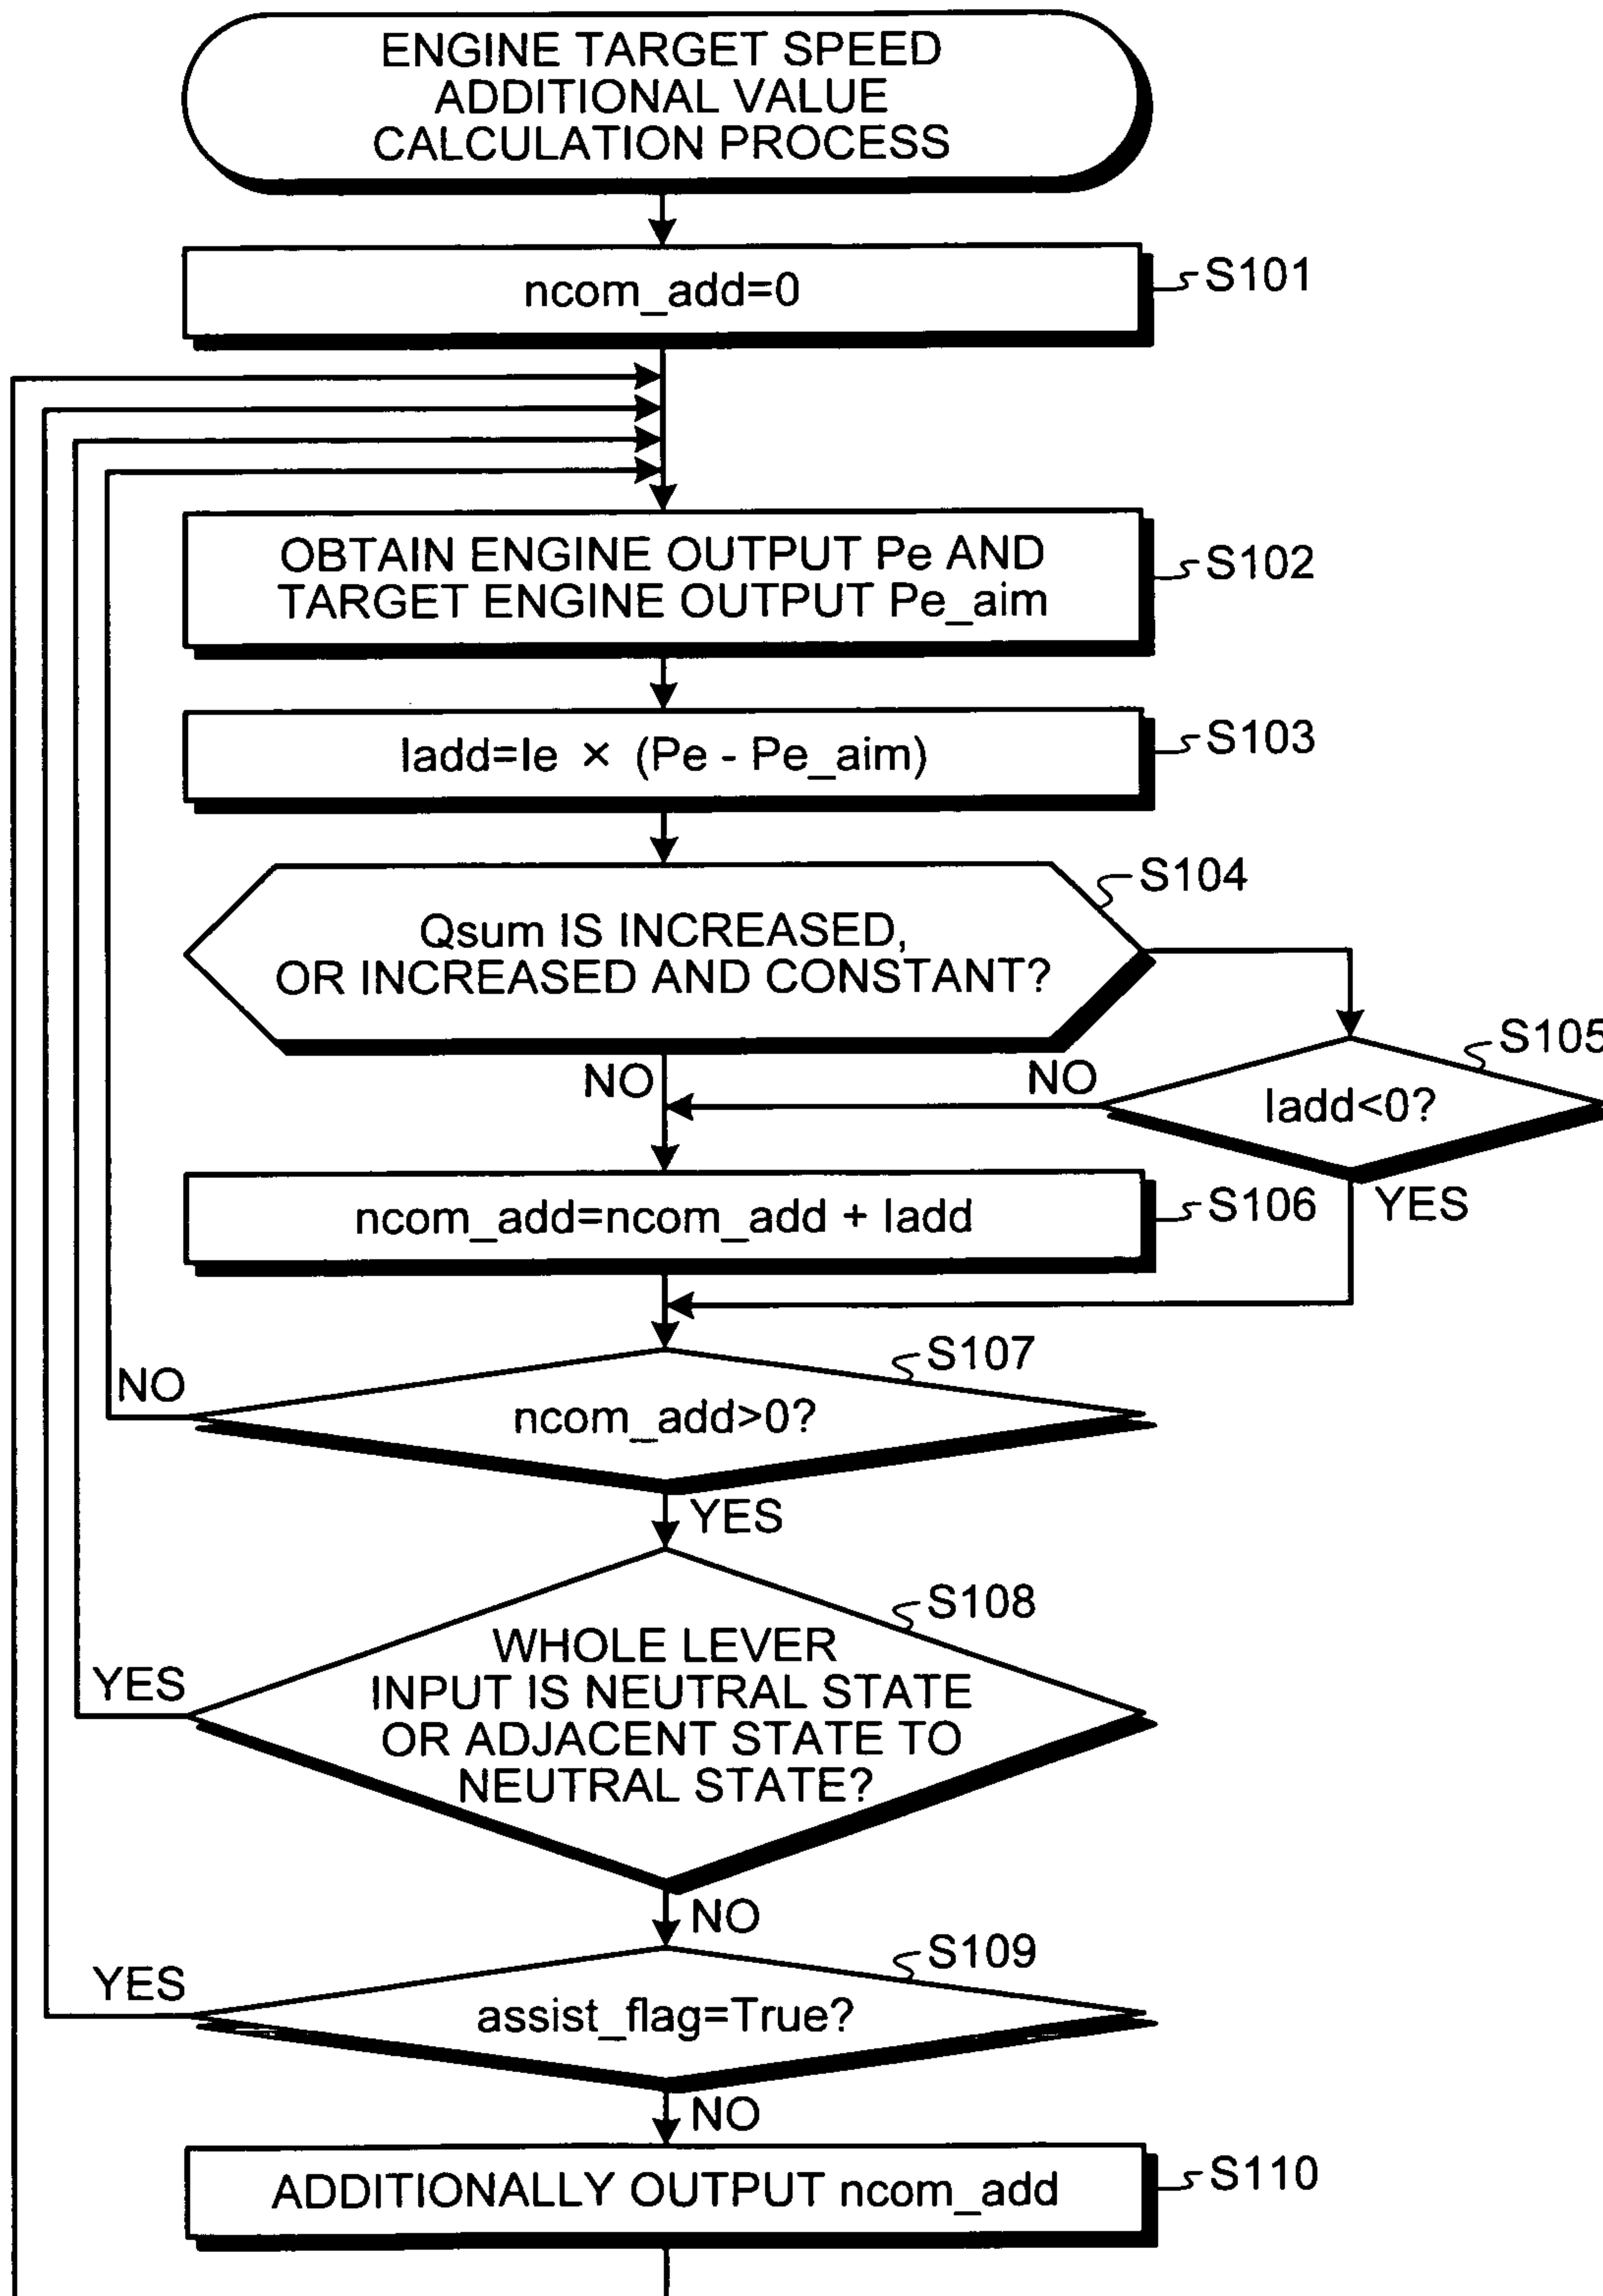 ENGINE TARGET SPEED
ADDITIONAL VALUE
CALCULATION PROCESS
ncom_add=0
S101
OBTAIN ENGINE OUTPUT Pe AND
TARGET ENGINE OUTPUT Pe_aim
S102
Iadd=Ie × (Pe - Pe_aim)
S103
S104
Qsum IS INCREASED,
OR INCREASED AND CONSTANT?
S105
NO
NO
Iadd<0?
YES
ncom_add=ncom_add + Iadd
S106
S107
NO
ncom_add>0?
YES
S108
WHOLE LEVER
INPUT IS NEUTRAL STATE
OR ADJACENT STATE TO
NEUTRAL STATE?
YES
NO
S109
YES
assist_flag=True?
NO
ADDITIONALLY OUTPUT ncom_add
S110